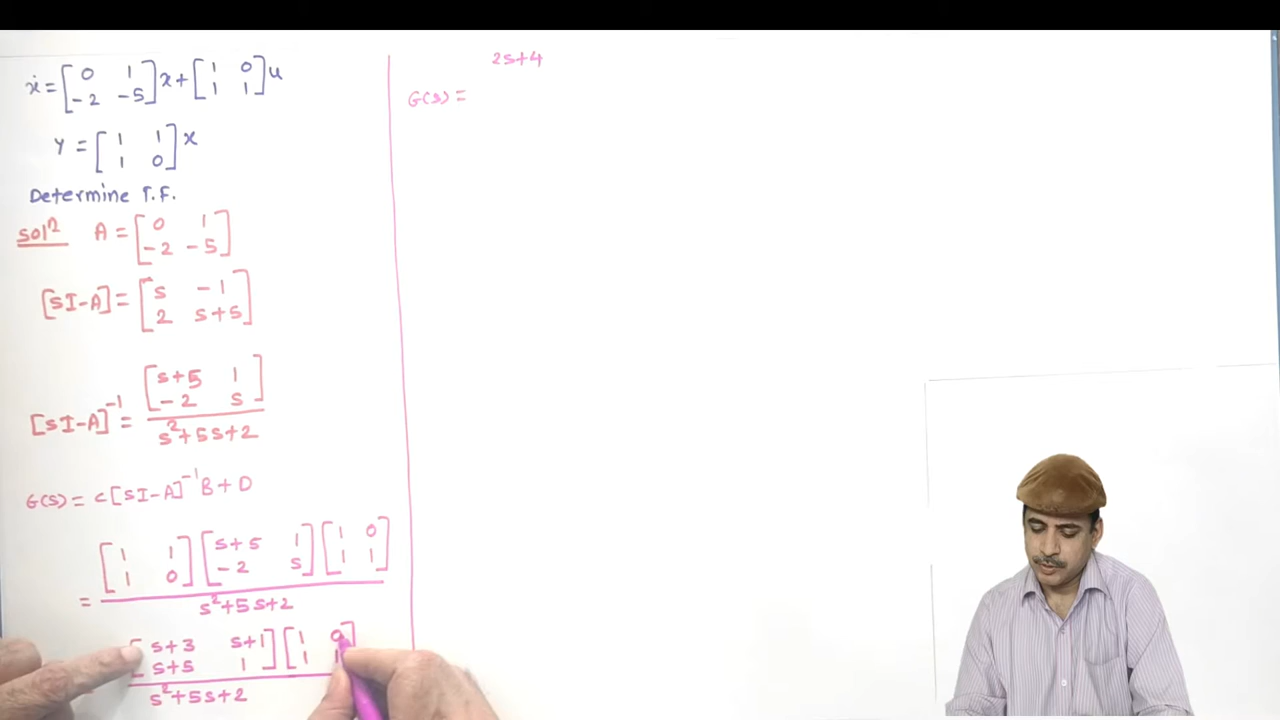 ẋ = [0 1; -2 -5] x + [1 0; 1 1] u
Y = [1 1; 1 0] x
Determine T.F.
Solⁿ A = [0 1; -2 -5]
[SI-A] = [s -1; 2 s+5]
[SI-A]⁻¹ = [s+5 1; -2 s] / s²+5s+2
G(s) = C[SI-A]⁻¹ B + D
= [1 1; 1 0] [s+5 1; -2 s] [1 0; 1 1] / s²+5s+2
[s+3 s+1; s+5 1] [1 0; 1 1] / s²+5s+2
2s+4
G(s) =